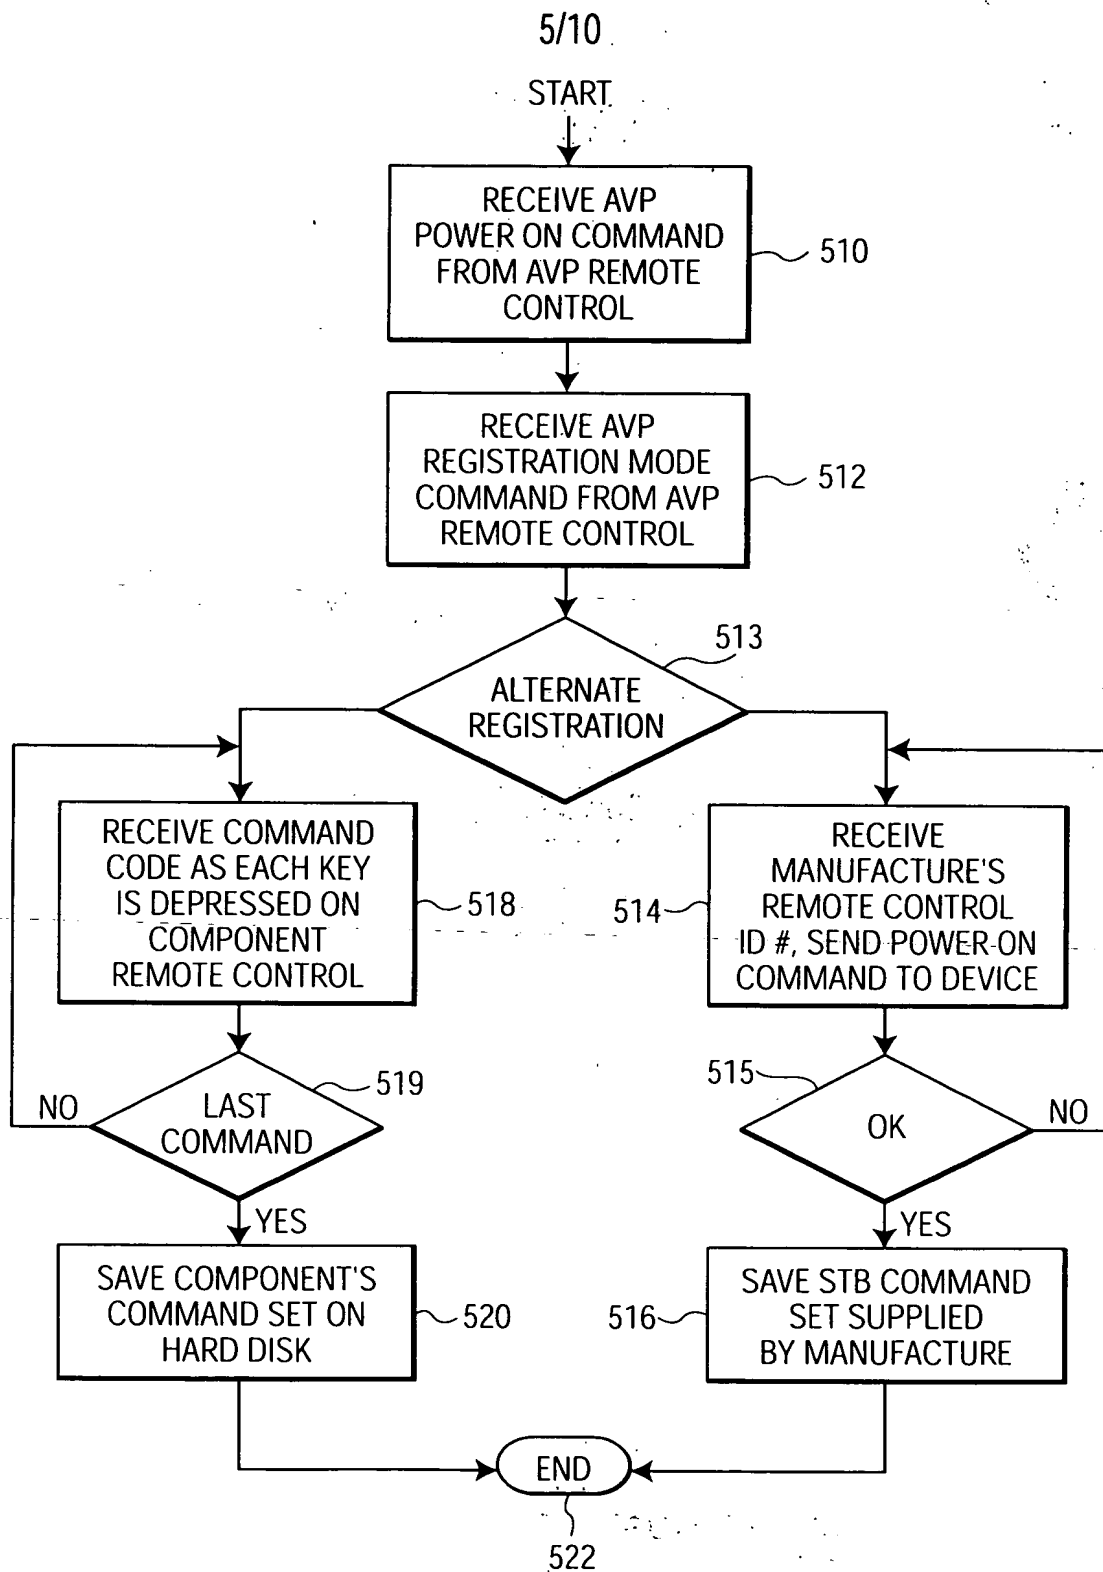 5/10
START
RECEIVE AVP
POWER ON COMMAND
FROM AVP REMOTE
CONTROL
510
RECEIVE AVP
REGISTRATION MODE
COMMAND FROM AVP
REMOTE CONTROL
512
513
ALTERNATE
REGISTRATION
RECEIVE COMMAND
CODE AS EACH KEY
IS DEPRESSED ON
COMPONENT
REMOTE CONTROL
518
514
RECEIVE
MANUFACTURE'S
REMOTE CONTROL
ID #, SEND POWER-ON
COMMAND TO DEVICE
519
LAST
COMMAND
NO
YES
515
OK
NO
YES
SAVE COMPONENT'S
COMMAND SET ON
HARD DISK
520
516
SAVE STB COMMAND
SET SUPPLIED
BY MANUFACTURE
END
522